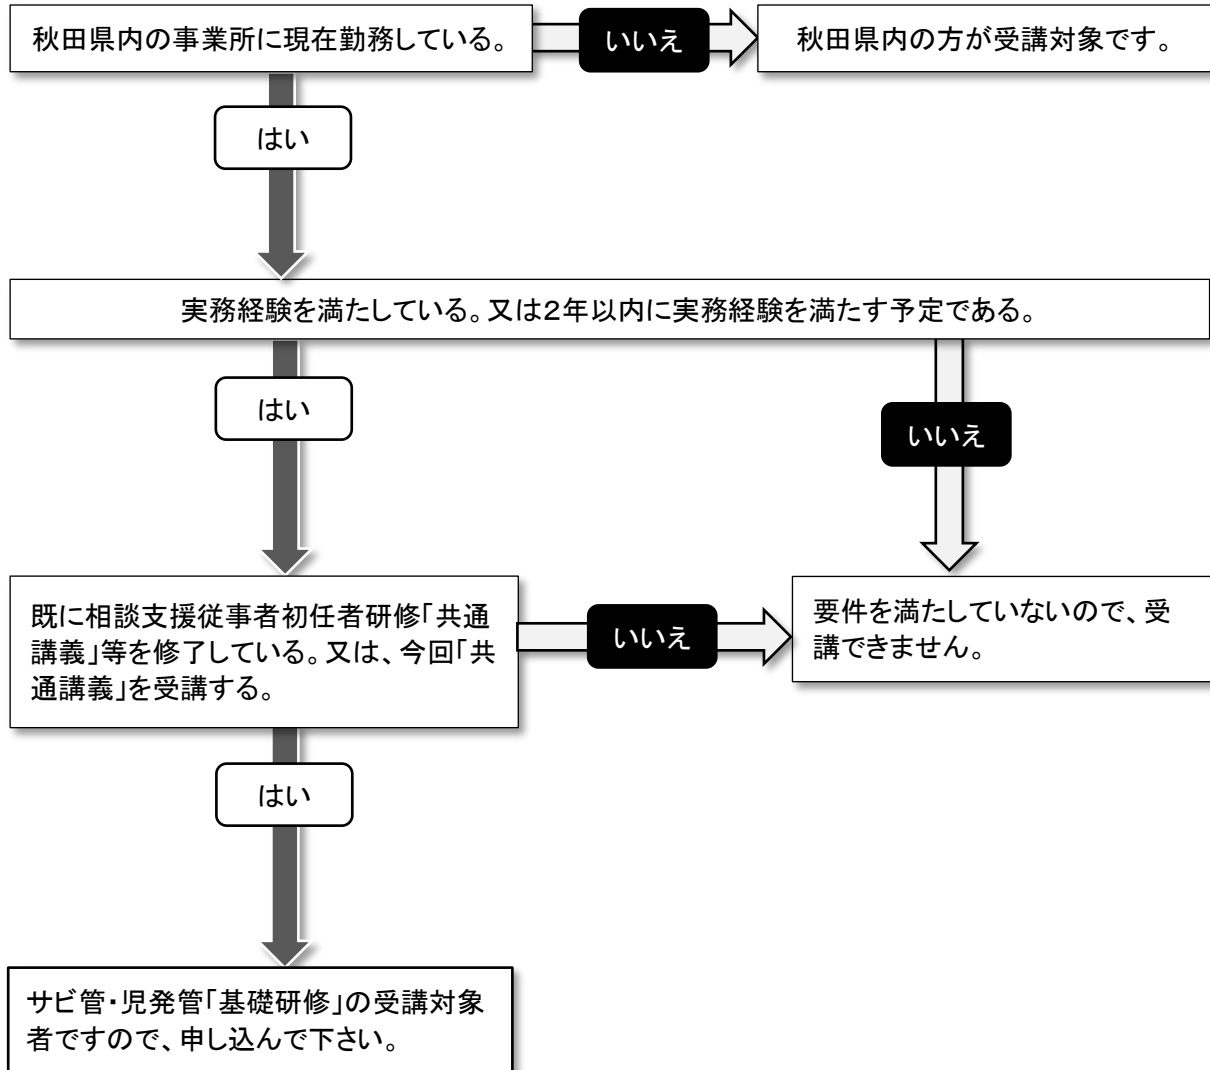 秋田県内の事業所に現在勤務している。
いいえ
秋田県内の方が受講対象です。
はい
実務経験を満たしている。又は２年以内に実務経験を満たす予定である。
はい
いいえ
既に相談支援従事者初任者研修「共通
講義」等を修了している。又は、今回「共
通講義」を受講する。
いいえ
要件を満たしていないので、受
講できません。
はい
サビ管・児発管「基礎研修」の受講対象
者ですので、申し込んで下さい。